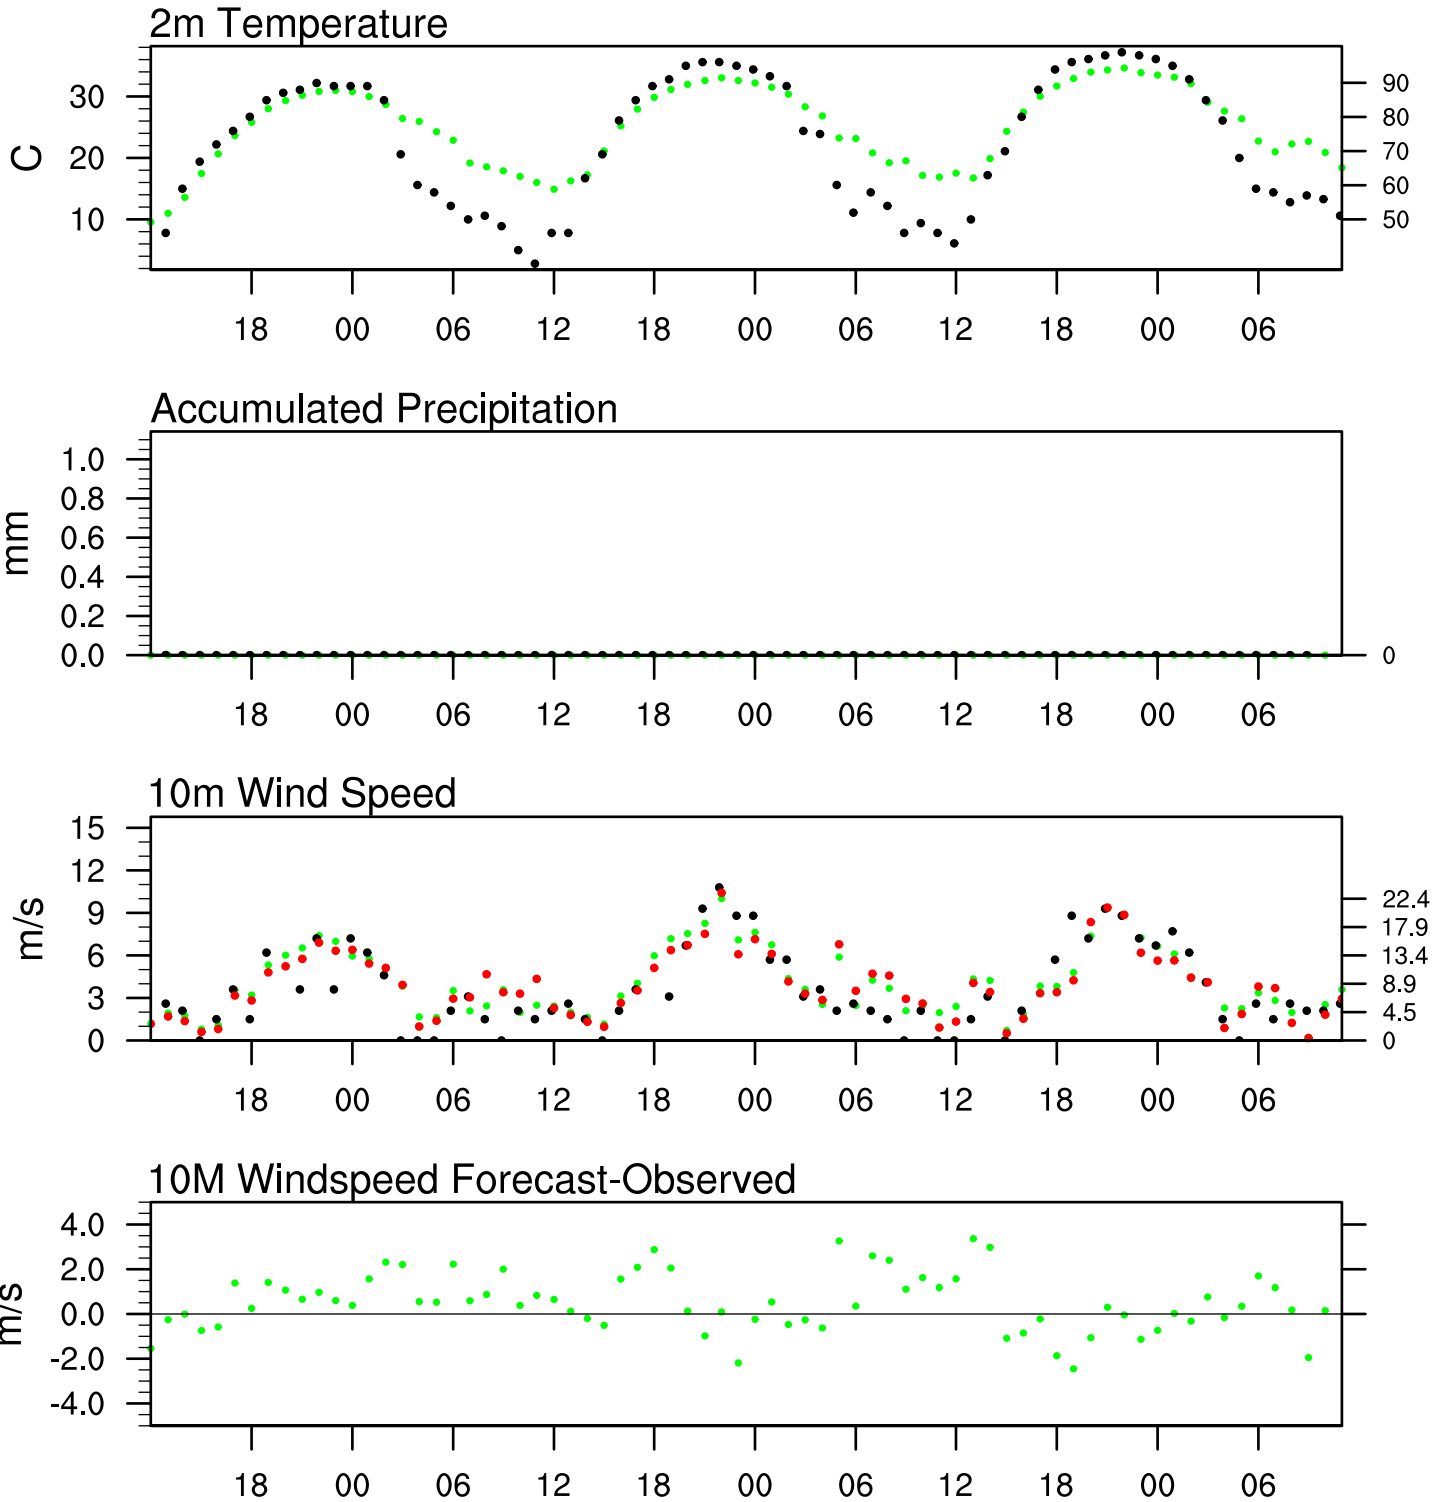 2m Temperature
30
20
10
C
90
80
70
60
50
18 00 06 12 18 00 06 12 18 00 06
Accumulated Precipitation
1.0
0.8
0.6
0.4
0.2
0.0
mm
0
18 00 06 12 18 00 06 12 18 00 06
10m Wind Speed
15
12
9
6
3
0
m/s
22.4
17.9
13.4
8.9
4.5
0
18 00 06 12 18 00 06 12 18 00 06
10M Windspeed Forecast-Observed
4.0
2.0
0.0
-2.0
-4.0
m/s
18 00 06 12 18 00 06 12 18 00 06